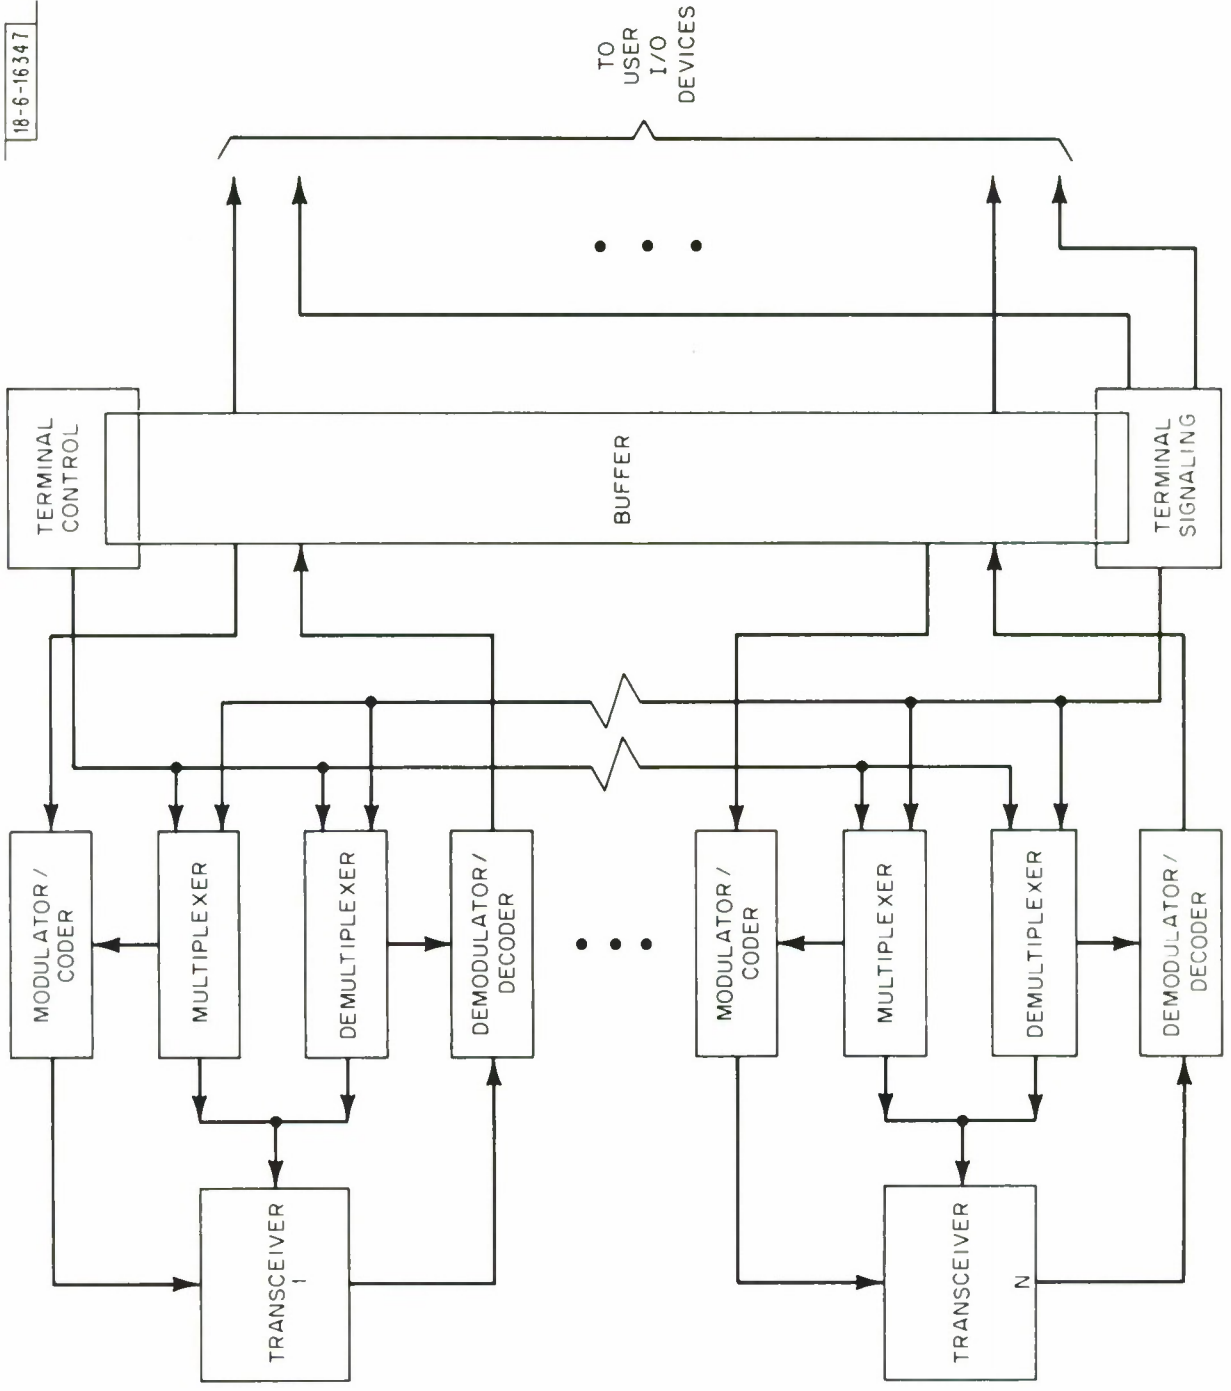 18-6-16347
TO
USER
I/O
DEVICES
TERMINAL
CONTROL
BUFFER
TERMINAL
SIGNALING
MODULATOR/
CODER
MULTIPLEXER
DEMULTIPLEXER
DEMODULATOR/
DECODER
MODULATOR/
CODER
MULTIPLEXER
DEMULTIPLEXER
DEMODULATOR/
DECODER
TRANSCEIVER
1
TRANSCEIVER
N